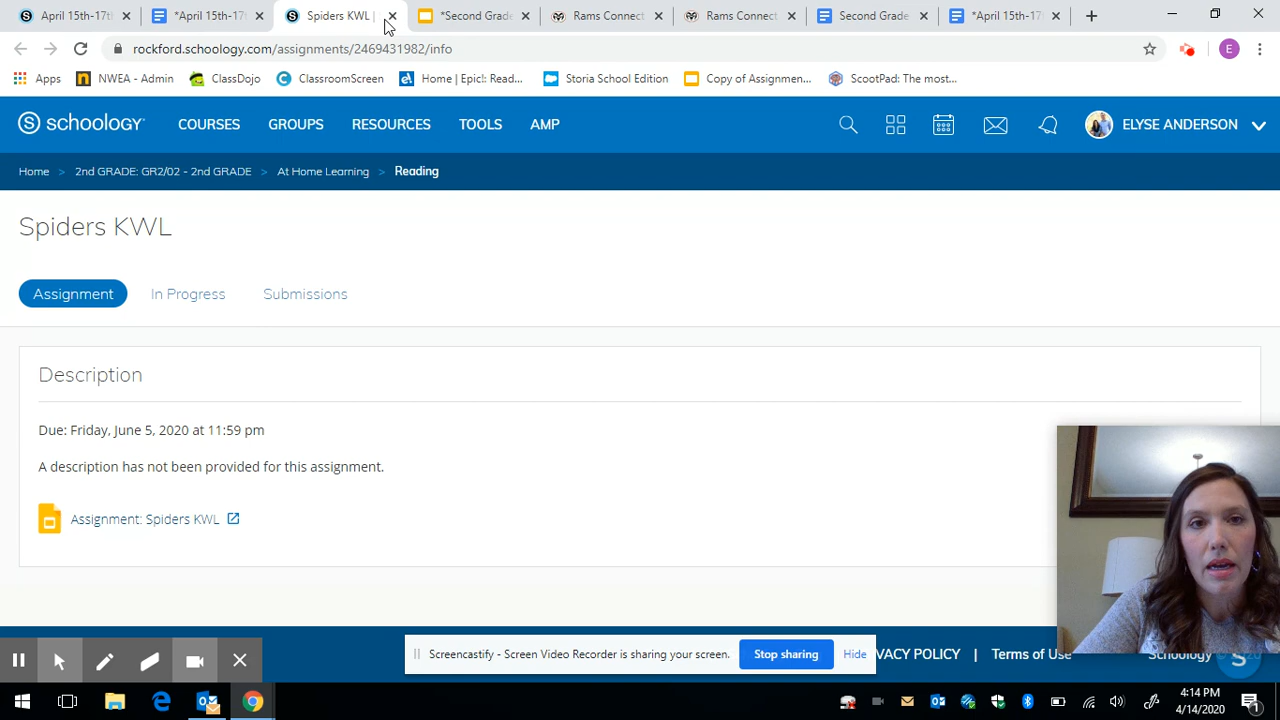 April 15th-17th
*April 15th-17t
Spiders KWL |
*Second Grade
Rams Connect
Rams Connect
Second Grade
*April 15th-17t
rockford.schoology.com/assignments/2469431982/info
E
Apps
NWEA - Admin
ClassDojo
ClassroomScreen
Home | Epic!: Read...
Storia School Edition
Copy of Assignmen...
ScootPad: The most...
S schoology
COURSES
GROUPS
RESOURCES
TOOLS
AMP
ELYSE ANDERSON
Home > 2nd GRADE: GR2/02 - 2nd GRADE > At Home Learning > Reading
Spiders KWL
Assignment
In Progress
Submissions
Description
Due: Friday, June 5, 2020 at 11:59 pm
A description has not been provided for this assignment.
Assignment: Spiders KWL
Screencastify - Screen Video Recorder is sharing your screen.
Stop sharing
Hide
VACY POLICY | Terms of Use
Schoology
S
4:14 PM
4/14/2020
1